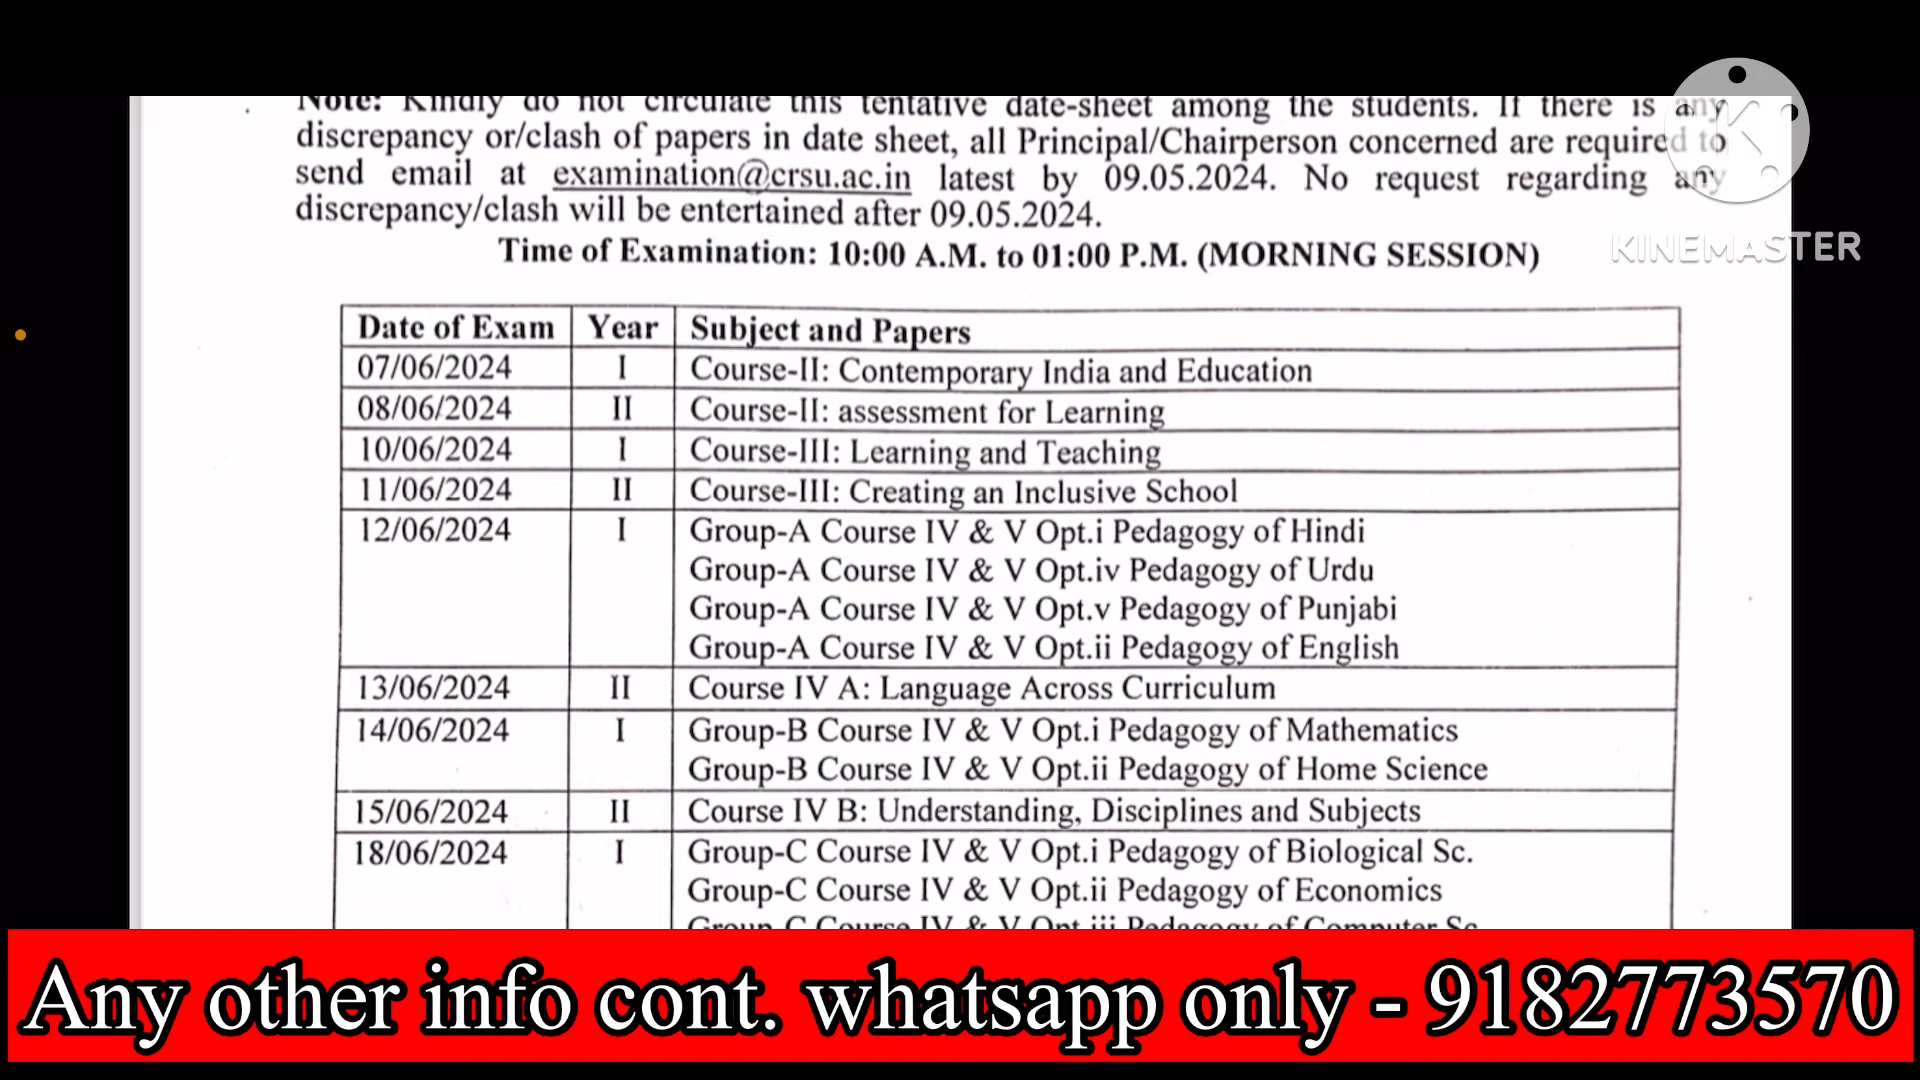 Note: Kindly do not circulate this tentative date-sheet among the students. If there is any
discrepancy or/clash of papers in date sheet, all Principal/Chairperson concerned are required to
send email at examination@crsu.ac.in latest by 09.05.2024. No request regarding any
discrepancy/clash will be entertained after 09.05.2024.
Time of Examination: 10:00 A.M. to 01:00 P.M. (MORNING SESSION)
KINEMASTER
Date of Exam Year Subject and Papers
07/06/2024 I Course-II: Contemporary India and Education
08/06/2024 II Course-II: assessment for Learning
10/06/2024 I Course-III: Learning and Teaching
11/06/2024 II Course-III: Creating an Inclusive School
12/06/2024 I Group-A Course IV & V Opt.i Pedagogy of Hindi
Group-A Course IV & V Opt.iv Pedagogy of Urdu
Group-A Course IV & V Opt.v Pedagogy of Punjabi
Group-A Course IV & V Opt.ii Pedagogy of English
13/06/2024 II Course IV A: Language Across Curriculum
14/06/2024 I Group-B Course IV & V Opt.i Pedagogy of Mathematics
Group-B Course IV & V Opt.ii Pedagogy of Home Science
15/06/2024 II Course IV B: Understanding, Disciplines and Subjects
18/06/2024 I Group-C Course IV & V Opt.i Pedagogy of Biological Sc.
Group-C Course IV & V Opt.ii Pedagogy of Economics
Group-C Course IV & V Opt.iii Pedagogy of Computer Sc.
Any other info cont. whatsapp only - 9182773570